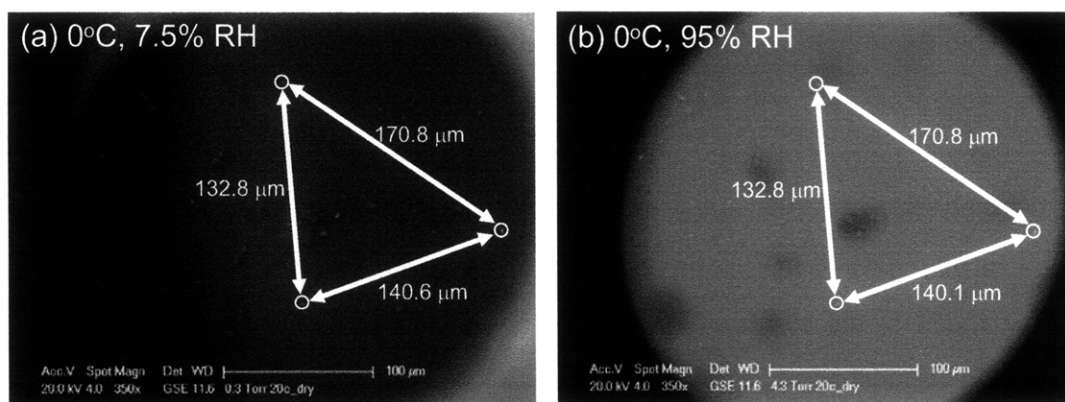 (a) 0ºC, 7.5% RH
170.8 µm
132.8 µm
140.6 µm
Acc.V Spot Magn Det WD 100 µm
20.0 kV 4.0 350x GSE 11.6 0.3 Torr 20c_dry
(b) 0ºC, 95% RH
170.8 µm
132.8 µm
140.1 µm
Acc.V Spot Magn Det WD 100 µm
20.0 kV 4.0 350x GSE 11.6 4.3 Torr 20c_dry